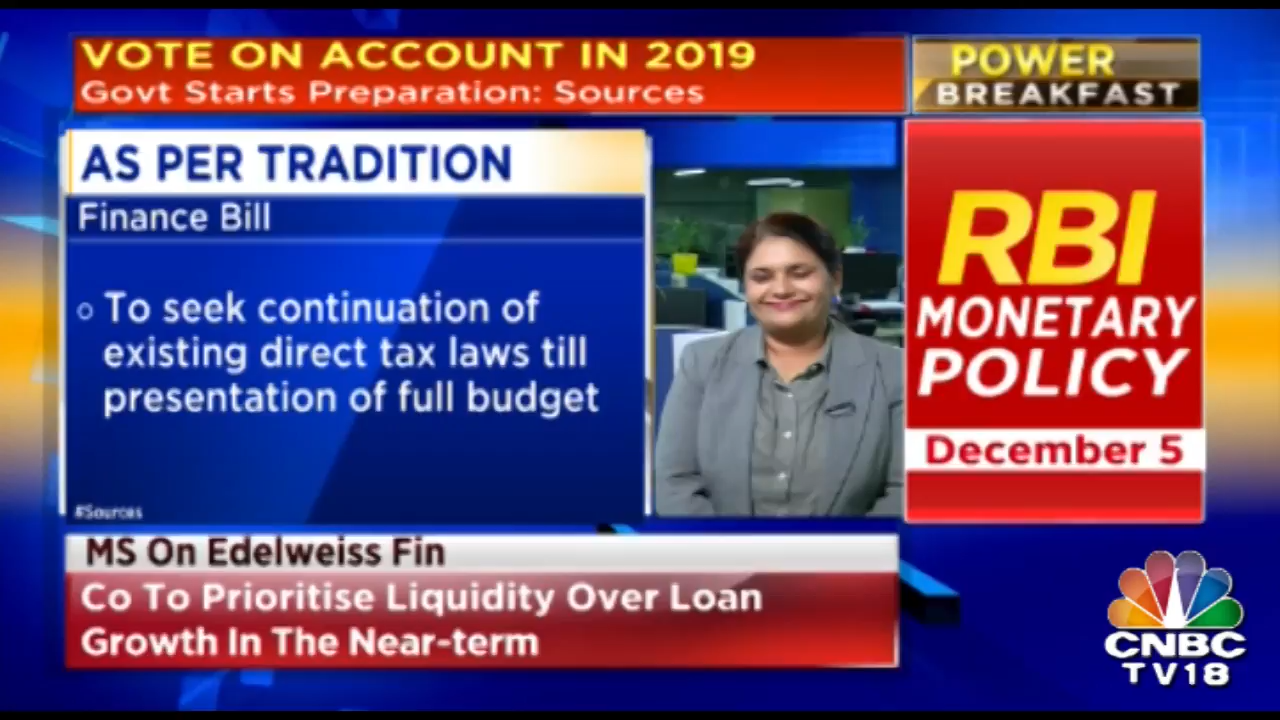 VOTE ON ACCOUNT IN 2019
Govt Starts Preparation: Sources
POWER
BREAKFAST
AS PER TRADITION
Finance Bill
To seek continuation of
existing direct tax laws till
presentation of full budget
#Sources
RBI
MONETARY
POLICY
December 5
MS On Edelweiss Fin
Co To Prioritise Liquidity Over Loan
Growth In The Near-term
CNBC
TV18